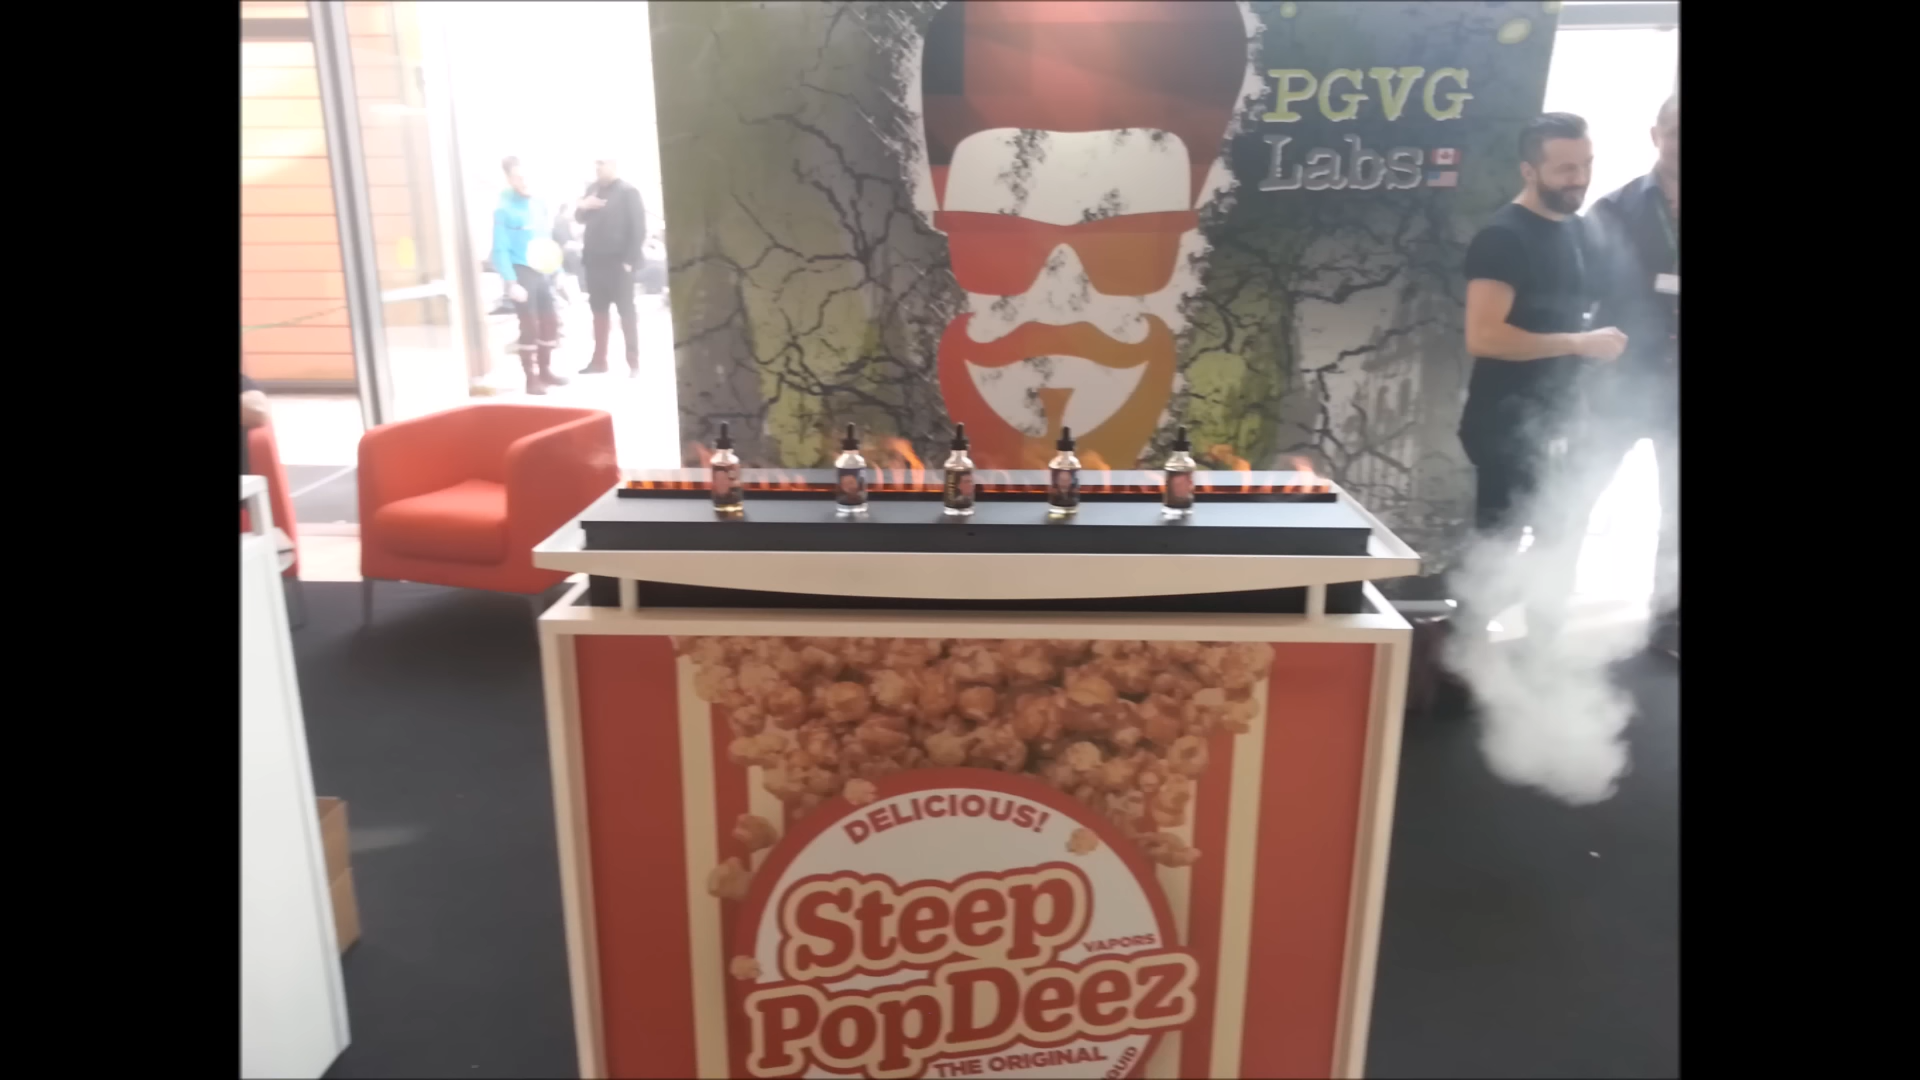 PGVG
Labs
DELICIOUS!
Steep
VAPORS
PopDeez
THE ORIGINAL